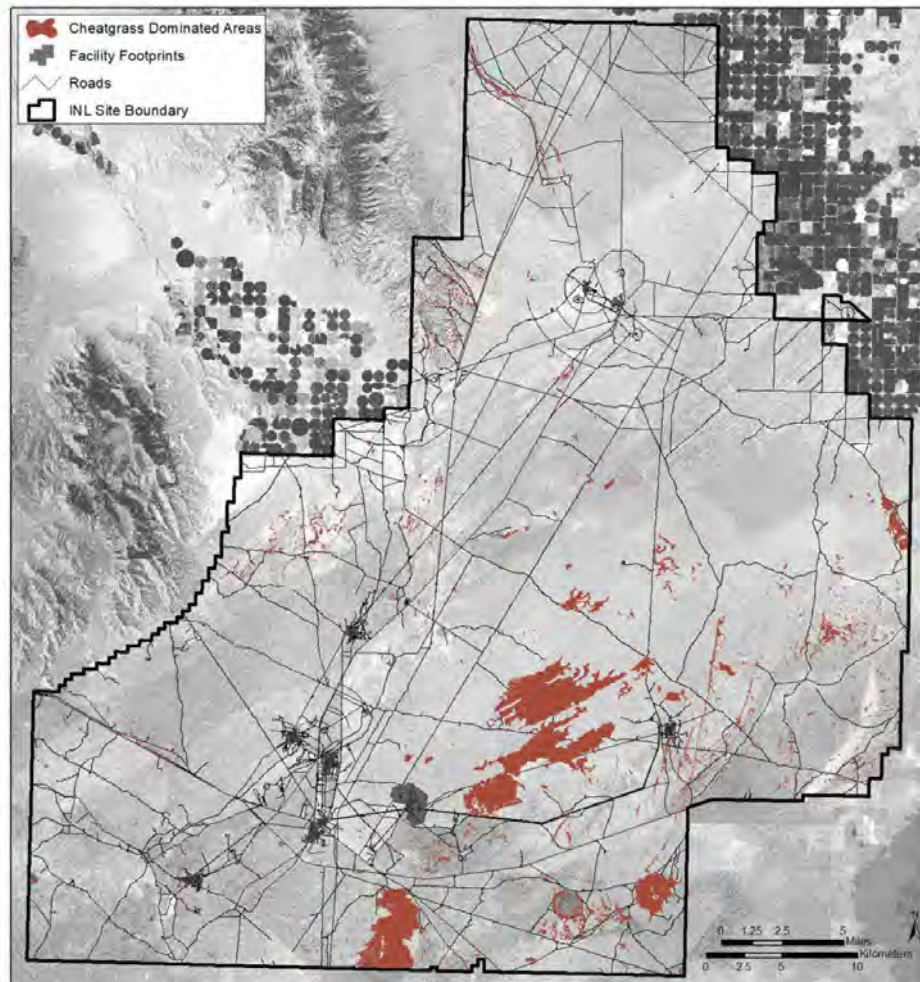 Cheatgrass Dominated Areas
Facility Footprints
Roads
INL Site Boundary
0 1.25 2.5 5
Miles
Kilometers
0 2.5 5 10